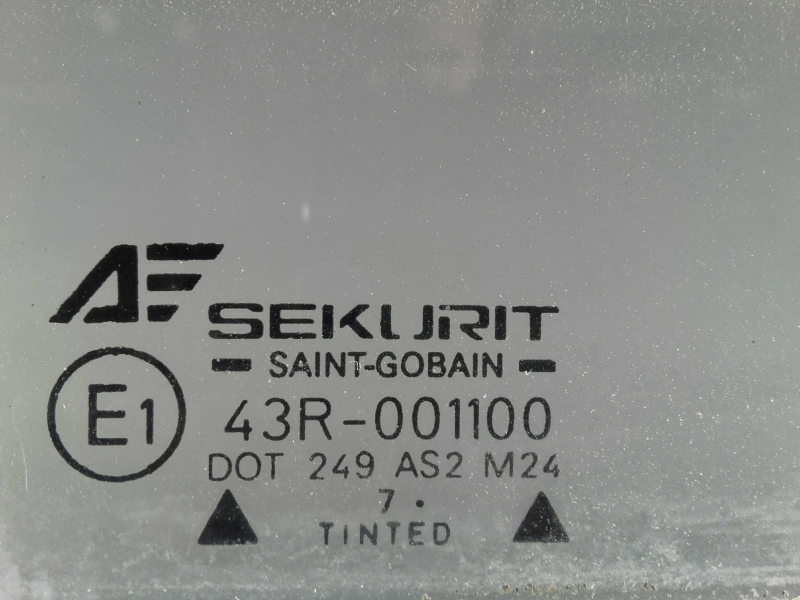 AF
SEKURIT
SAINT-GOBAIN
E1 43R-001100
DOT 249 AS2 M24
7 .
TINTED